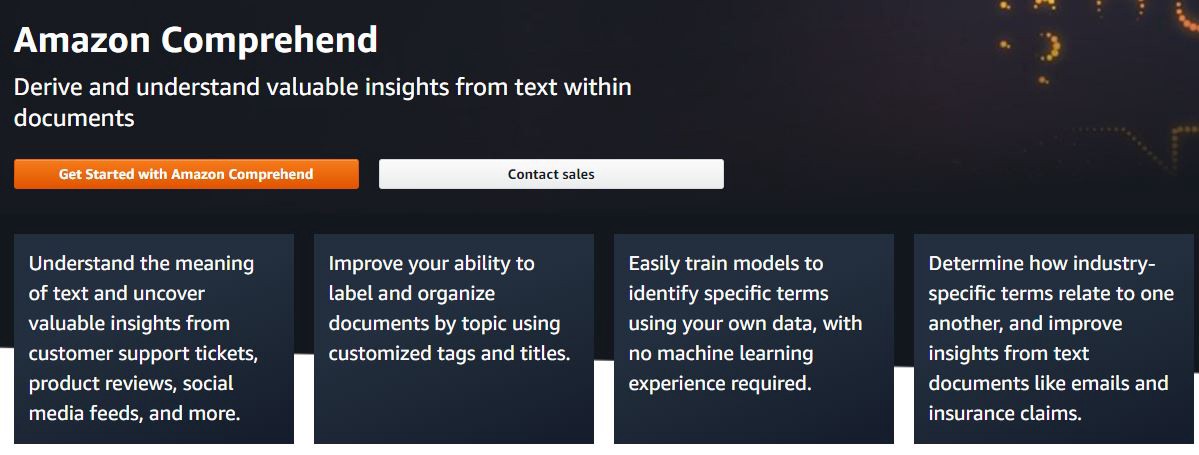 Amazon Comprehend
Derive and understand valuable insights from text within
documents
Get Started with Amazon Comprehend
Contact sales
Understand the meaning
of text and uncover
valuable insights from
customer support tickets,
product reviews, social
media feeds, and more.
Improve your ability to
label and organize
documents by topic using
customized tags and titles.
Easily train models to
identify specific terms
using your own data, with
no machine learning
experience required.
Determine how industry-
specific terms relate to one
another, and improve
insights from text
documents like emails and
insurance claims.